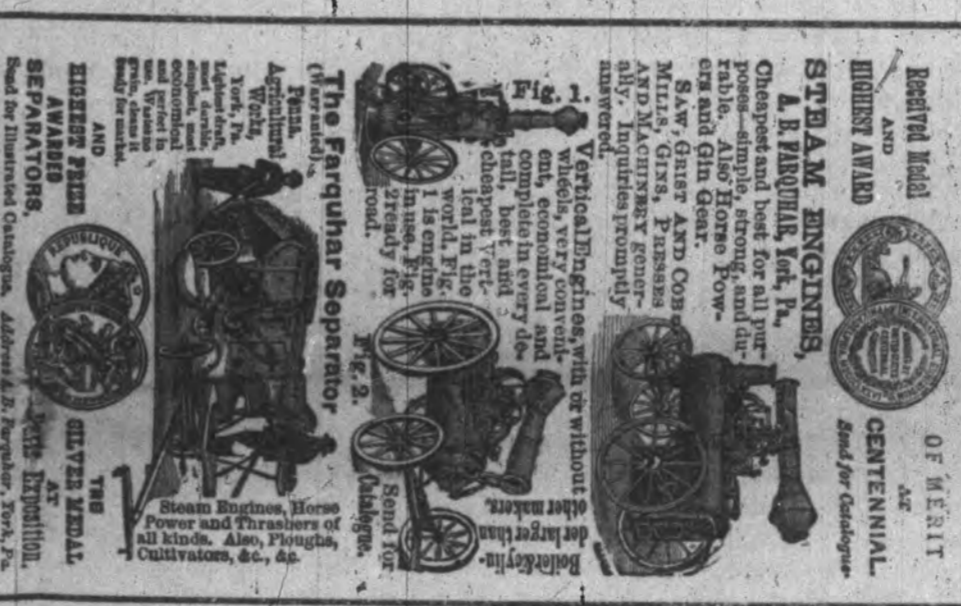 Received Medal
AND
HIGHEST AWARD
OF MERIT
AT
CENTENNIAL.
Send for Catalogue
STEAM ENGINES,
A. B. FARQUHAR, York, Pa.,
Cheapest and best for all pur-
poses—simple, strong, and du-
rable. Also Horse Pow-
ers and Gin Gear.
SAW, GRIST AND COB
MILLS, GINS, PRESSES
AND MACHINERY gener-
ally. Inquiries promptly
answered.
Vertical Engines, with or without
wheels, very convent-
ent, economical and
complete in every de-
tail, best and
cheapest Vert-
ical in the
world. Fig.
1 is engine
in use. Fig.
2 ready for
road.
Fig. 1.
Boiler & cylin-
der larger than
other makers.
Fig. 2.
Send for
Catalogue.
The Farquhar Separator
(Warranted)
Penna.
Agricultural
Works,
York, Pa.
Lightest draft,
most durable,
simplest, most
economical
and perfect in
use. Wastes no
grain, cleans it
ready for market.
Steam Engines, Horse
Power and Thrashers of
all kinds. Also, Ploughs,
Cultivators, &c., &c.
HIGHEST PRIZE
AND
AWARDED
SEPARATORS,
REPUBLIQUE
THE
SILVER MEDAL
AT
Paris Exposition.
Send for Illustrated Catalogue. Address A. B. Farquhar, York, Pa.